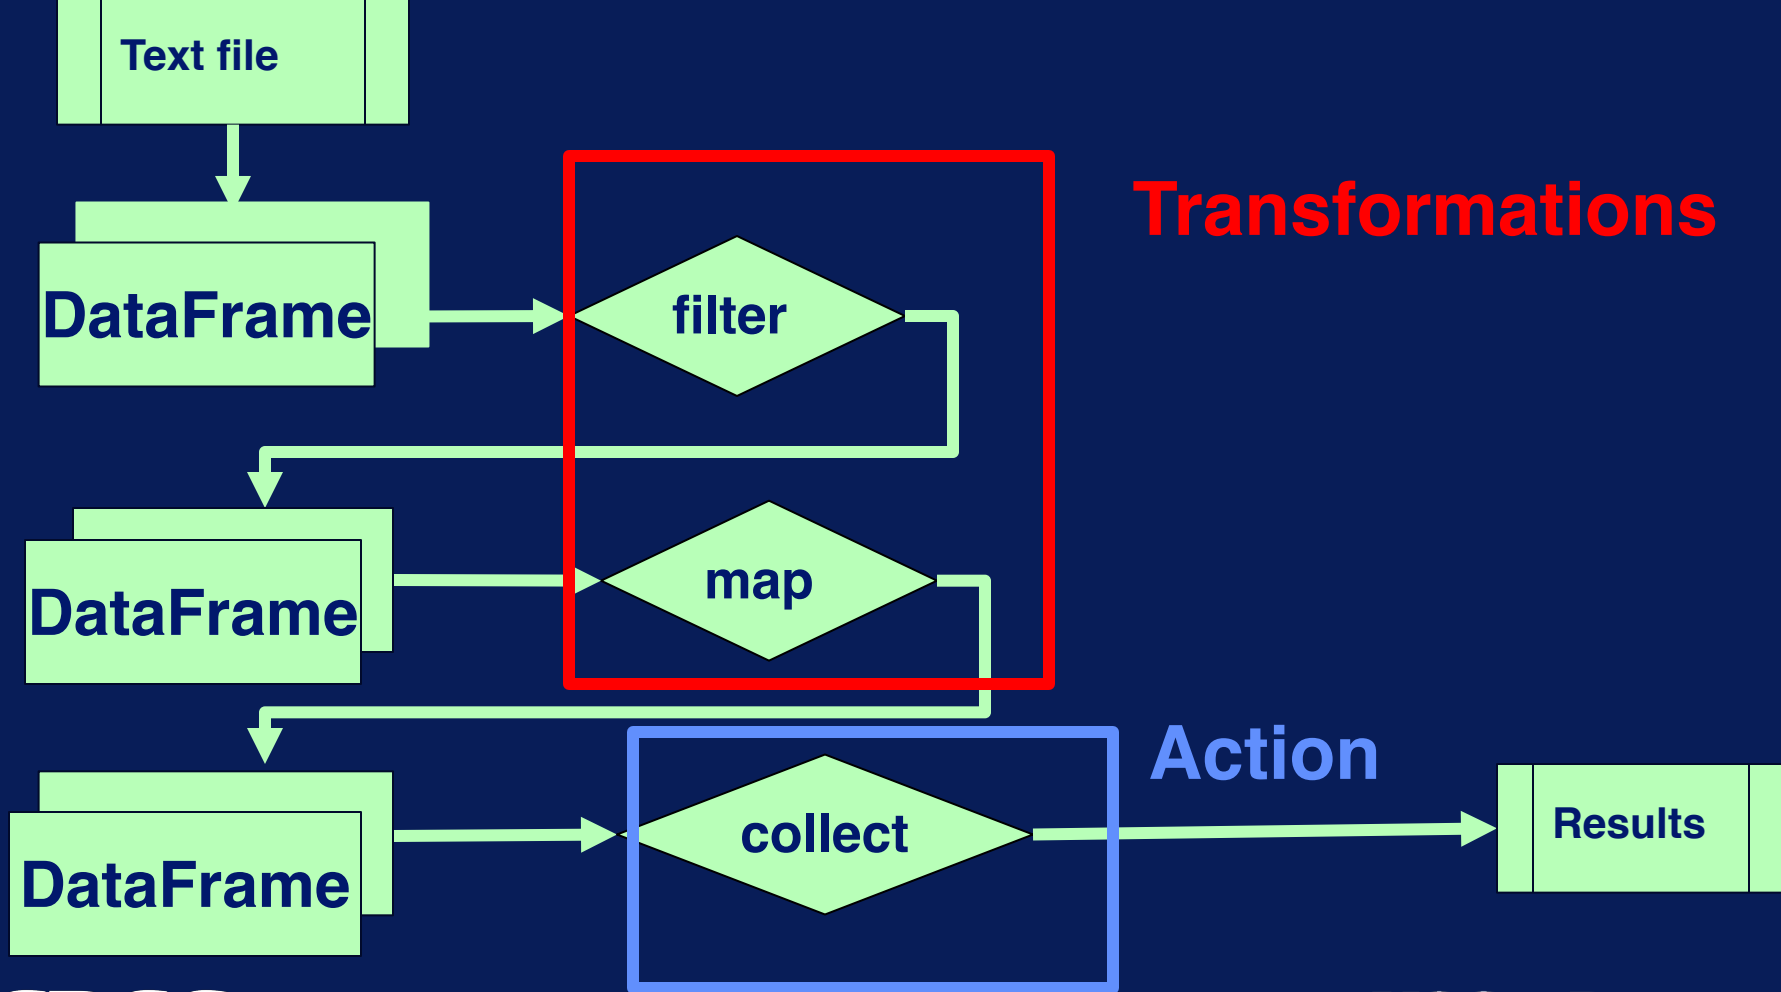 Text file
Transformations
DataFrame
filter
DataFrame
map
Action
DataFrame
collect
Results